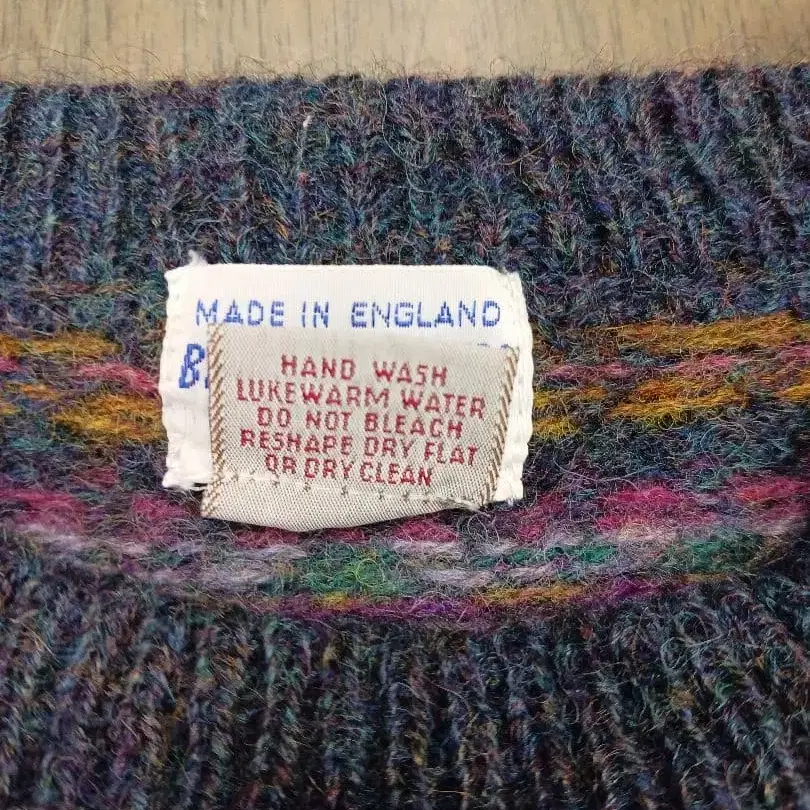 MADE IN ENGLAND
HAND WASH
LUKEWARM WATER
DO NOT BLEACH
RESHAPE DRY FLAT
OR DRY CLEAN